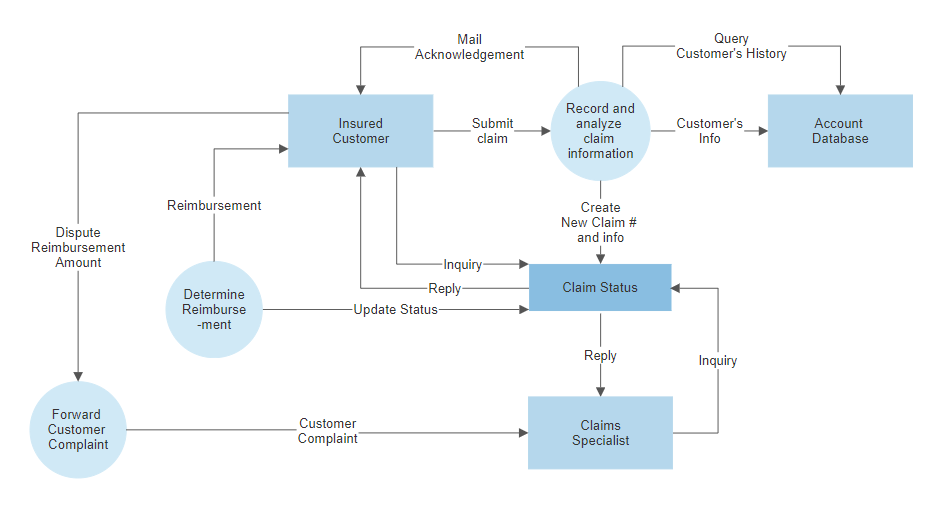 Mail
Acknowledgement
Query
Customer's History
Insured
Customer
Submit
claim
Record and
analyze
claim
information
Customer's
Info
Account
Database
Reimbursement
Create
New Claim #
and info
Dispute
Reimbursement
Amount
Inquiry
Reply
Claim Status
Determine
Reimburse
-ment
Update Status
Reply
Inquiry
Forward
Customer
Complaint
Customer
Complaint
Claims
Specialist